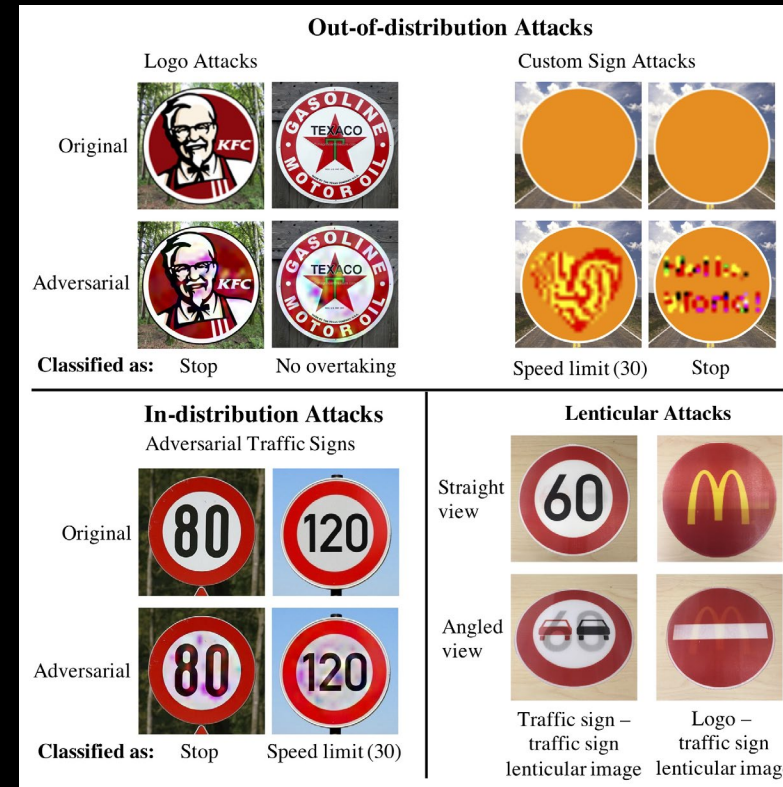 Out-of-distribution Attacks
Logo Attacks
Custom Sign Attacks
Original
KFC
GASOLINE
TEXACO
T
MOTOR OIL
Adversarial
KFC
GASOLINE
TEXACO
T
MOTOR OIL
Hello,
World!
Classified as: Stop No overtaking
Speed limit (30) Stop
In-distribution Attacks
Adversarial Traffic Signs
Original
80
120
Adversarial
80
120
Classified as: Stop Speed limit (30)
Lenticular Attacks
Straight
view
60
M
Angled
view
60
M
Traffic sign –
traffic sign
lenticular image
Logo –
traffic sign
lenticular imag